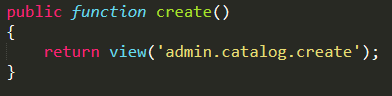 public function create()
{
    return view('admin.catalog.create');
}